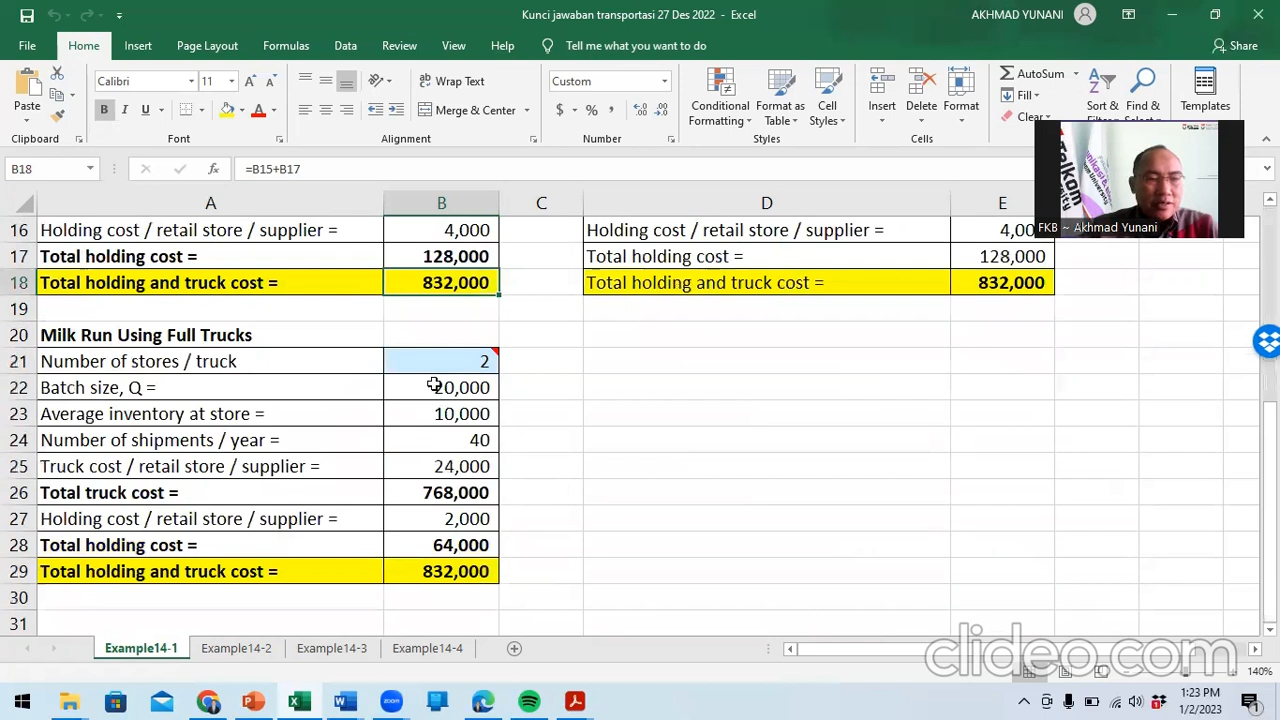 Kunci jawaban transportasi 27 Des 2022 - Excel
AKHMAD YUNANI
File Home Insert Page Layout Formulas Data Review View Help Tell me what you want to do Share
Paste
Calibri 11
Wrap Text
Custom
B I U
Merge & Center
$ % ,
Conditional Formatting
Format as Table
Cell Styles
Insert
Delete
Format
AutoSum
Fill
Clear
Sort &
Find &
Templates
Clipboard Font Alignment Number Styles Cells Templates
B18 =B15+B17
A B C D E
16 Holding cost / retail store / supplier = 4,000 Holding cost / retail store / supplier =
17 Total holding cost = 128,000 Total holding cost = 128,000
18 Total holding and truck cost = 832,000 Total holding and truck cost = 832,000
19
20 Milk Run Using Full Trucks
21 Number of stores / truck 2
22 Batch size, Q = 20,000
23 Average inventory at store = 10,000
24 Number of shipments / year = 40
25 Truck cost / retail store / supplier = 24,000
26 Total truck cost = 768,000
27 Holding cost / retail store / supplier = 2,000
28 Total holding cost = 64,000
29 Total holding and truck cost = 832,000
30
31
FKB ~ Akhmad Yunani
Example14-1 Example14-2 Example14-3 Example14-4
clideo.com
140%
1:23 PM
1/2/2023